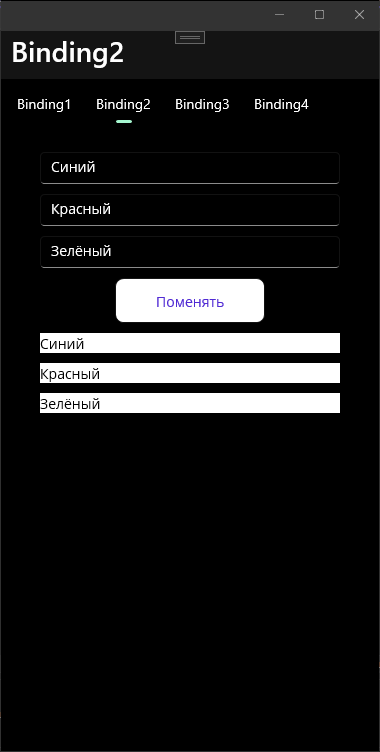 Binding2
Binding1 Binding2 Binding3 Binding4
Синий
Красный
Зелёный
Поменять
Синий
Красный
Зелёный